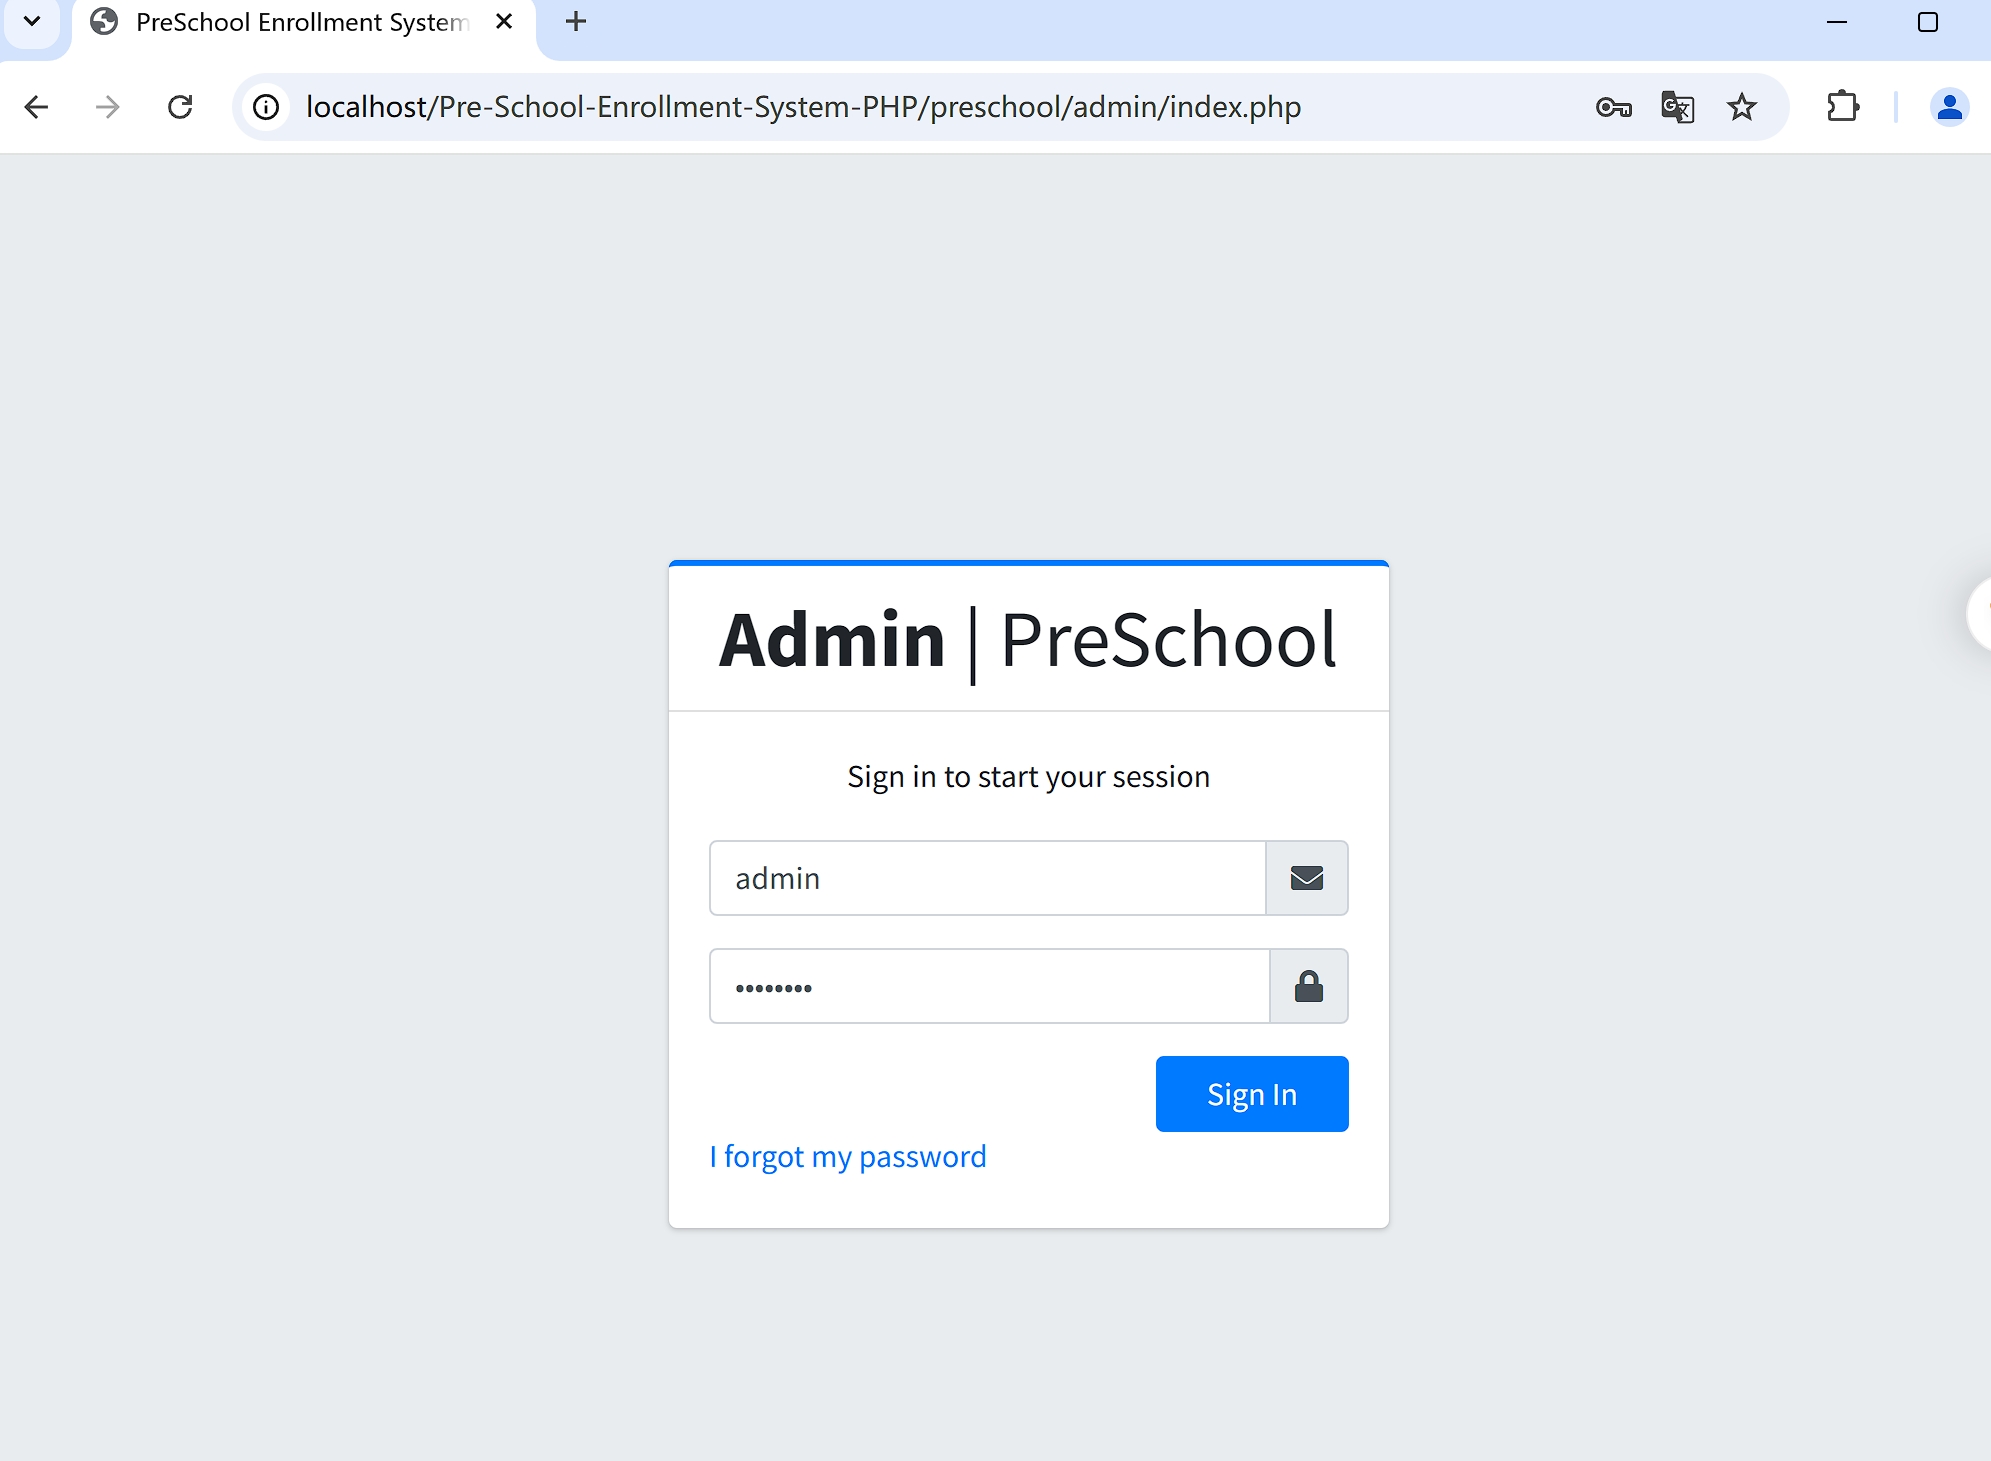 PreSchool Enrollment System
localhost/Pre-School-Enrollment-System-PHP/preschool/admin/index.php
Admin | PreSchool
Sign in to start your session
admin
••••••••
Sign In
I forgot my password